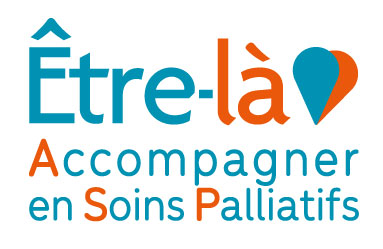 Être-là
Accompagner
en Soins Palliatifs